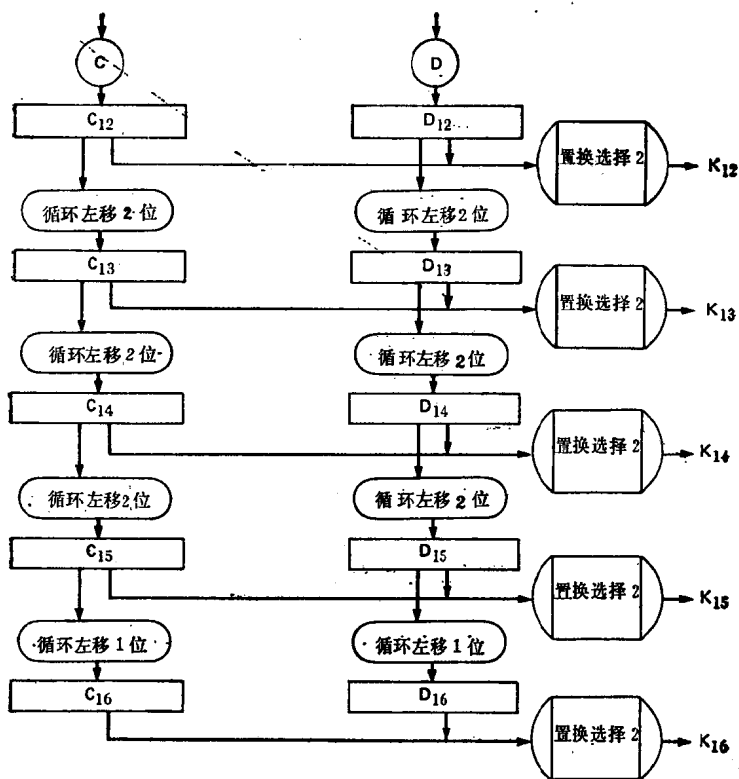 C D
C12 D12
置换选择 2 K12
循环左移 2 位 循环左移2位
C13 D13
置换选择 2 K13
循环左移 2 位 循环左移 2位
C14 D14
置换选择 2 K14
循环左移2位 循环左移 2 位
C15 D15
置换选择 2 K15
循环左移 1 位 循环左移 1 位
C16 D16
置换选择 2 K16